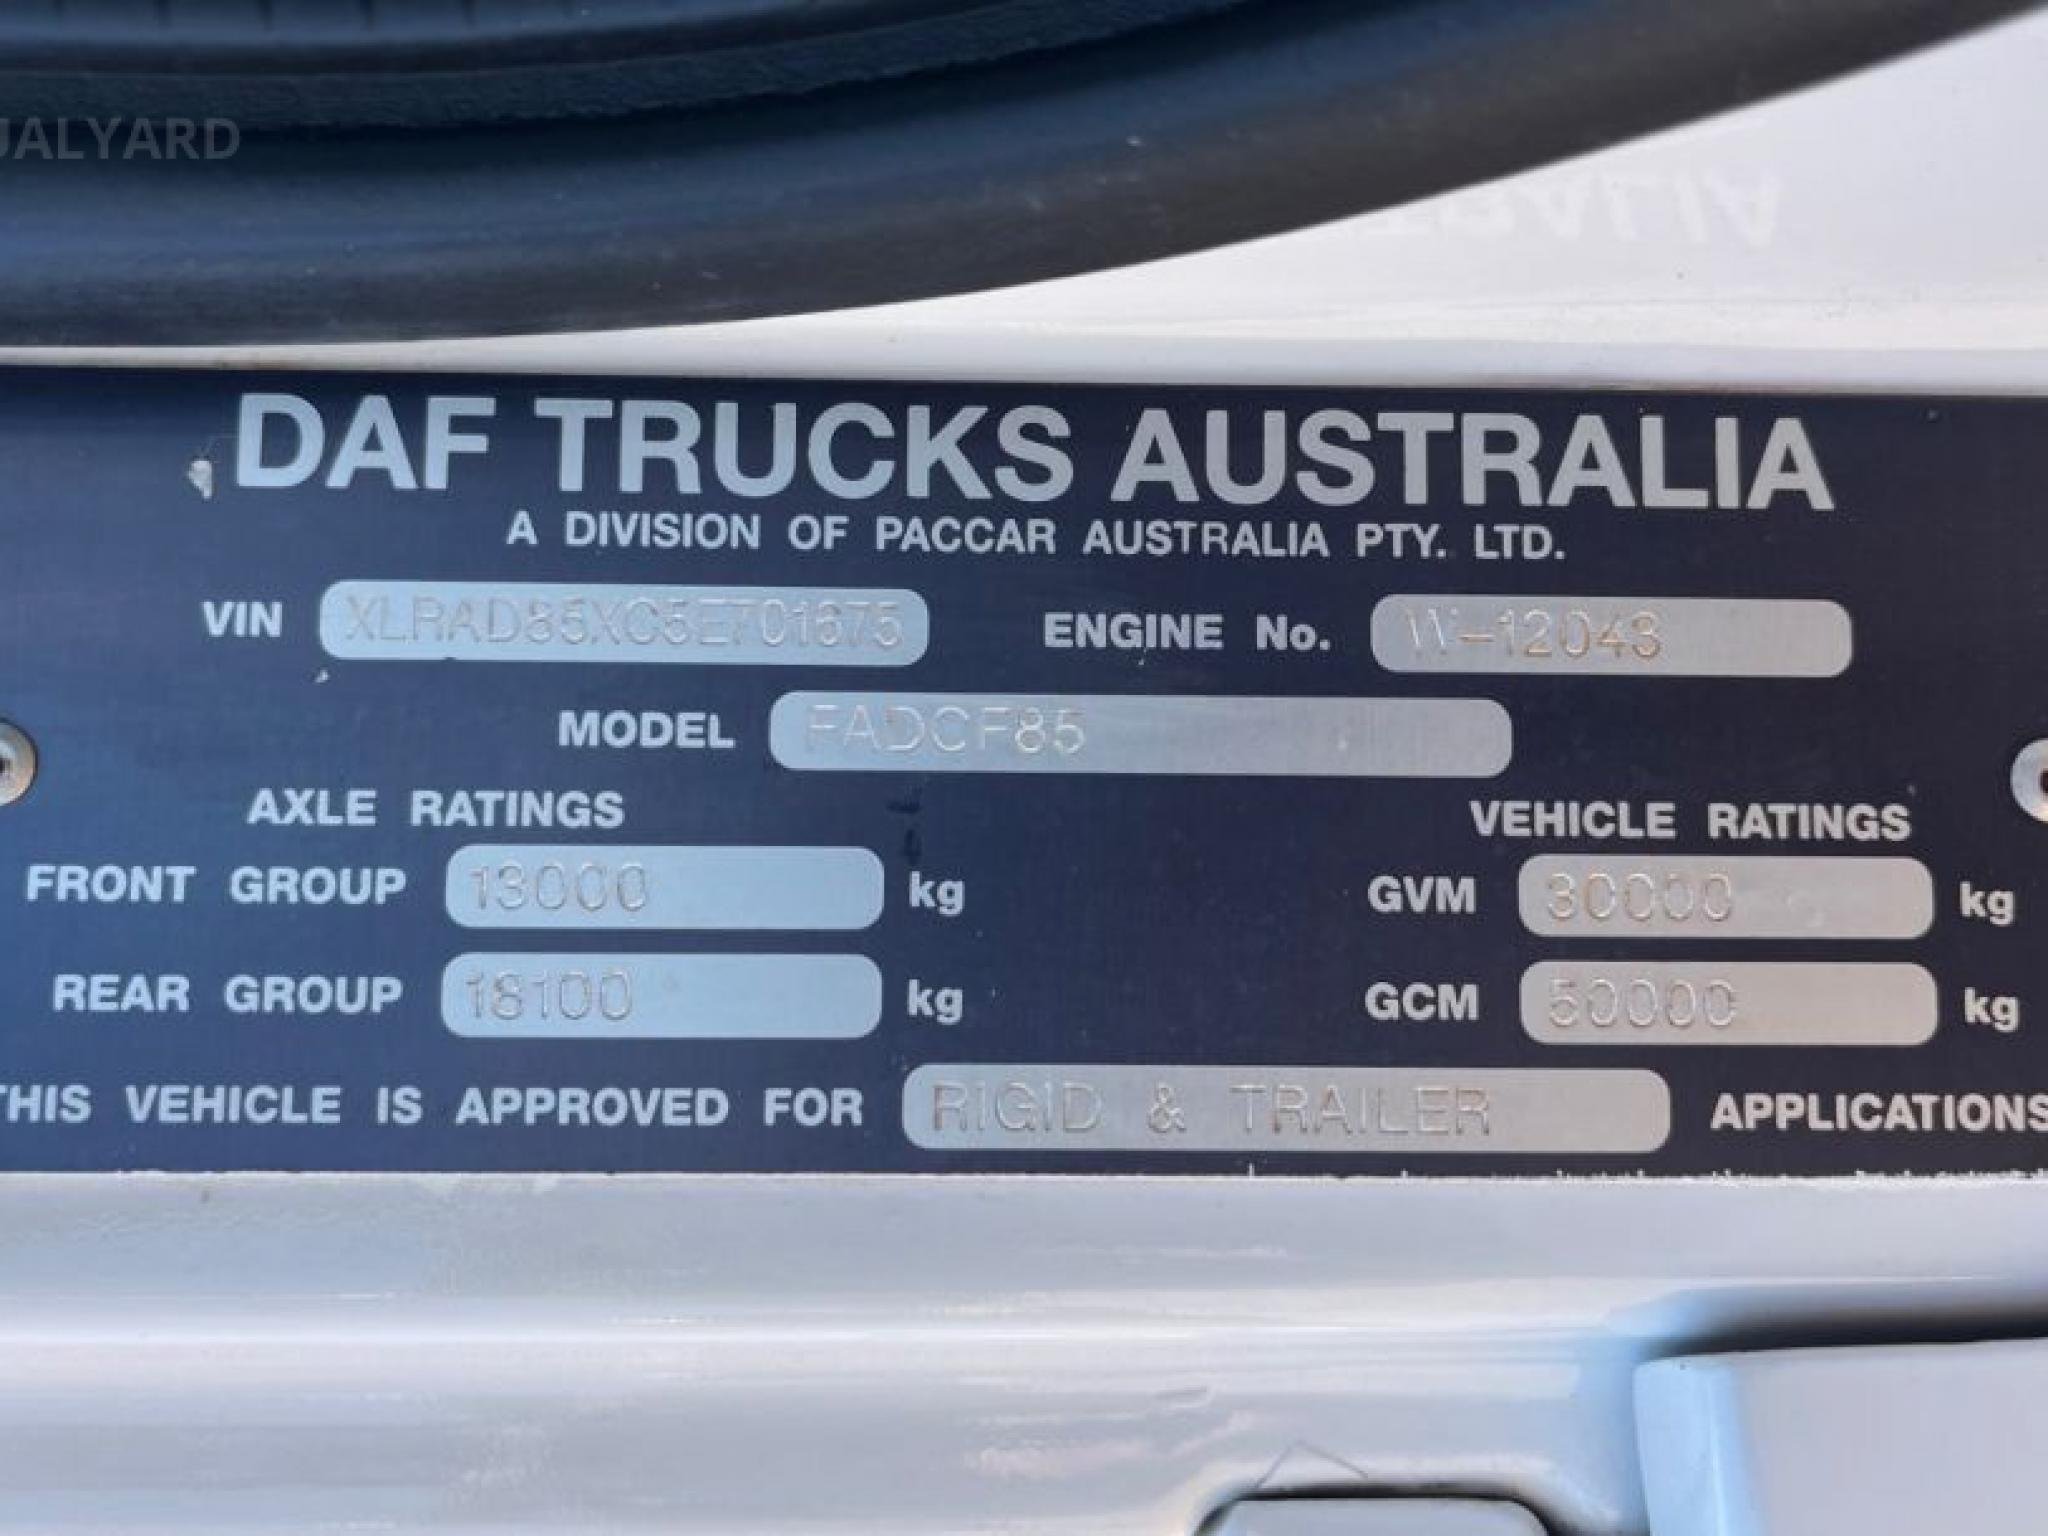 UALYARD
TRALIA
DAF TRUCKS AUSTRALIA
A DIVISION OF PACCAR AUSTRALIA PTY. LTD.
VIN XLRAD85XC5E701675 ENGINE No. W-12043
MODEL FADCF85
AXLE RATINGS VEHICLE RATINGS
FRONT GROUP 13000 kg GVM 30000 kg
REAR GROUP 18100 kg GCM 50000 kg
THIS VEHICLE IS APPROVED FOR RIGID & TRAILER APPLICATIONS